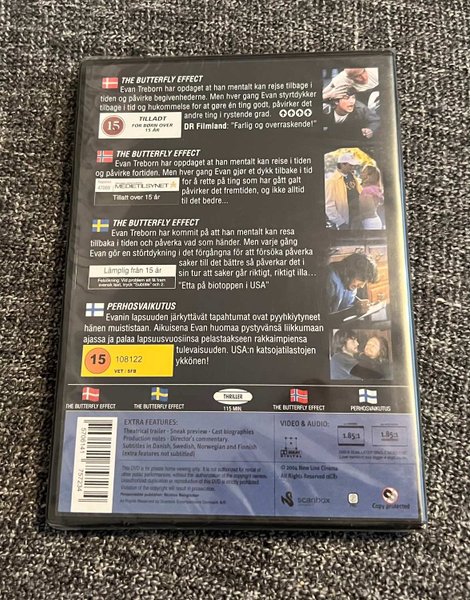 THE BUTTERFLY EFFECT
Evan Treborn har opdaget at han mentalt kan rejse tilbage i
tiden og påvirke begivenhederne. Men hver gang Evan styrtdykker
tilbage i tid og hukommelse for at gøre én ting godt, påvirker det
andre ting i rystende grad.
DR Filmland: "Farlig og overraskende!"
15
TILLADT
FOR BØRN OVER
15 ÅR
THE BUTTERFLY EFFECT
Evan Treborn har oppdaget at han mentalt kan reise i tiden
og påvirke fortiden. Men hver gang Evan gjør et dykk tilbake i tid
for å rette på ting som har gått galt
påvirker det fremtiden, og ikke alltid
til det bedre...
MEDIETILSYNET
Tillatt over 15 år
THE BUTTERFLY EFFECT
Evan Treborn har kommit på att han mentalt kan resa
tillbaka i tiden och påverka vad som händer. Men varje gång
Evan gör en störtdykning i det förgångna för att försöka påverka
saker till det bättre så påverkar det i
sin tur att saker går riktigt, riktigt illa...
"Etta på biotoppen i USA"
Lämplig från 15 år
PERHOSVAIKUTUS
Evanin lapsuuden järkyttävät tapahtumat ovat pyyhkiytyneet
hänen muististaan. Aikuisena Evan huomaa pystyvänsä liikkumaan
ajassa ja palaa lapsuusvuosiinsa pelastaakseen rakkaimpiensa
tulevaisuuden. USA:n katsojatilastojen
ykkönen!
15
108122
VET / SFB
THE BUTTERFLY EFFECT
THE BUTTERFLY EFFECT
THRILLER
115 MIN
THE BUTTERFLY EFFECT
PERHOSVAIKUTUS
EXTRA FEATURES:
Theatrical trailer - Sneak preview - Cast biographies
Production notes - Director's commentary.
Subtitles in Danish, Swedish, Norwegian and Finnish
(extra features not subtitled)
VIDEO & AUDIO:
1.85:1
1.85:1
© 2004 New Line Cinema
All Rights Reserved
scanbox
Copy protected